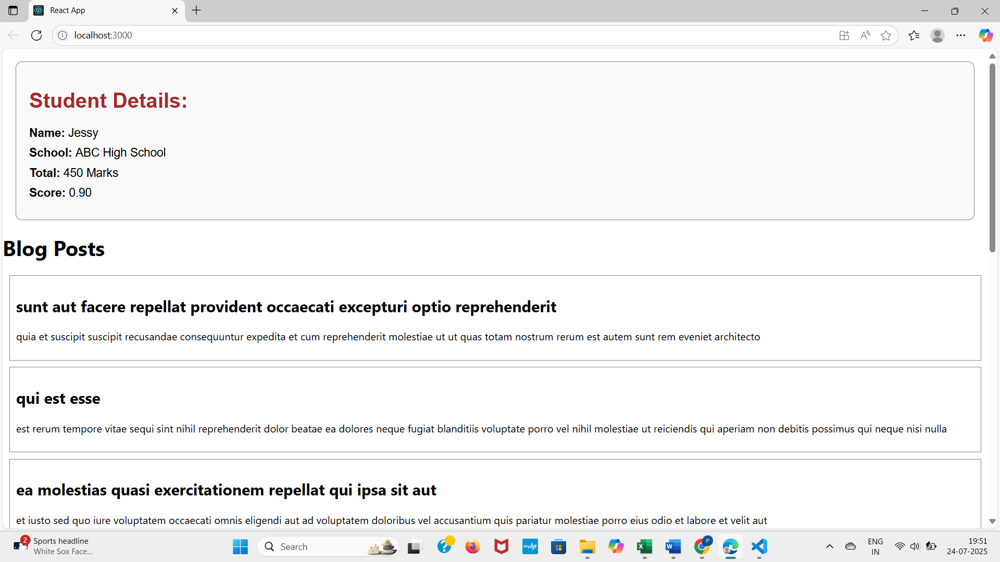 React App
localhost:3000
Student Details:
Name: Jessy
School: ABC High School
Total: 450 Marks
Score: 0.90
Blog Posts
sunt aut facere repellat provident occaecati excepturi optio reprehenderit
quia et suscipit suscipit recusandae consequuntur expedita et cum reprehenderit molestiae ut ut quas totam nostrum rerum est autem sunt rem eveniet architecto
qui est esse
est rerum tempore vitae sequi sint nihil reprehenderit dolor beatae ea dolores neque fugiat blanditiis voluptate porro vel nihil molestiae ut reiciendis qui aperiam non debitis possimus qui neque nisi nulla
ea molestias quasi exercitationem repellat qui ipsa sit aut
et iusto sed quo iure voluptatem occaecati omnis eligendi aut ad voluptatem doloribus vel accusantium quis pariatur molestiae porro eius odio et labore et velit aut
2
Sports headline
White Sox Face...
Search
myhp
P
ENG
IN
19:51
24-07-2025